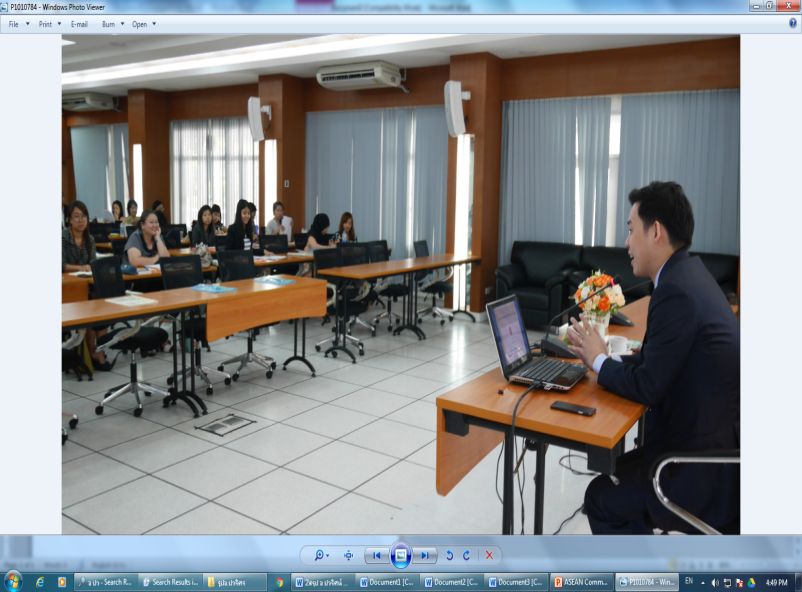 P1010784 - Windows Photo Viewer
File Print E-mail Burn Open
- Search R...
Search Results i...
Document1 [C...
Document2 [C...
Document3 [C...
ASEAN Comm...
P1010784 - Win...
EN
4:49 PM